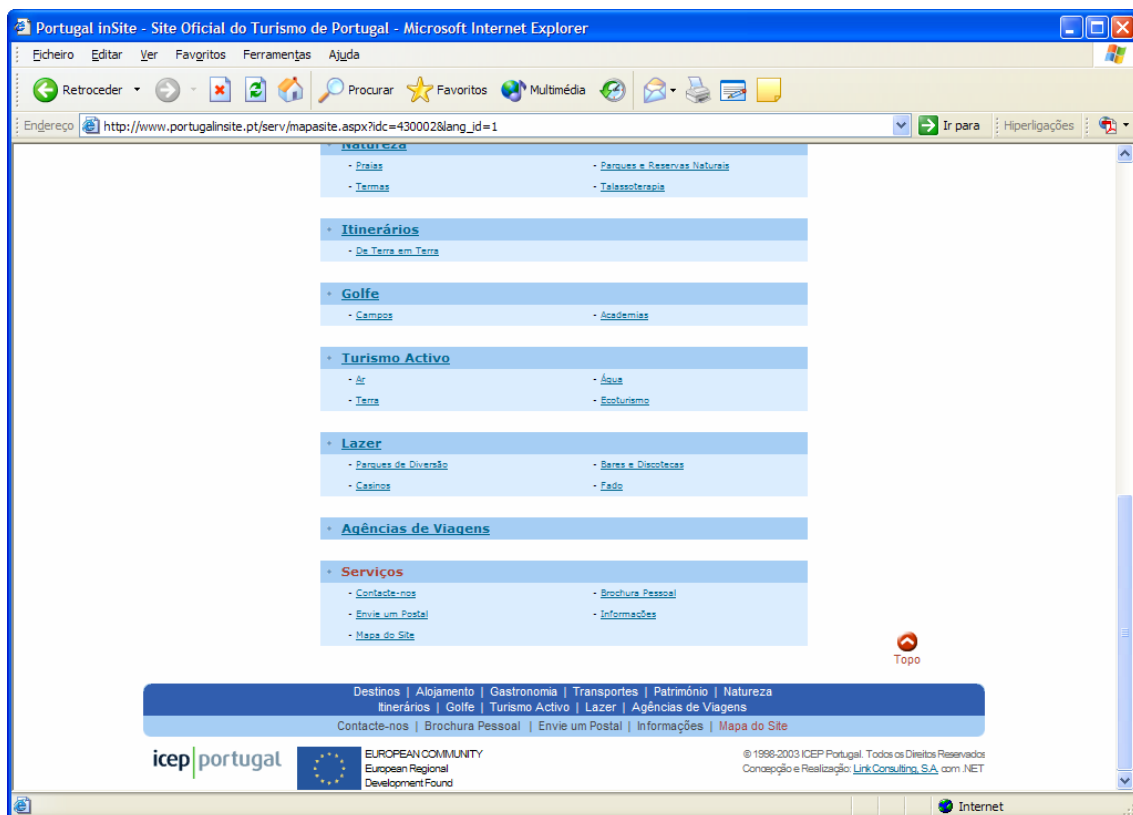 Portugal inSite - Site Oficial do Turismo de Portugal - Microsoft Internet Explorer
Ficheiro Editar Ver Favoritos Ferramentas Ajuda
Retroceder Procurar Favoritos Multimédia
Endereço http://www.portugalinsite.pt/serv/mapasite.aspx?idc=430002&lang_id=1 Ir para Hiperligações
Natureza
- Praias - Parques e Reservas Naturais
- Termas - Talassoterapia
Itinerários
- De Terra em Terra
Golfe
- Campos - Academias
Turismo Activo
- Ar - Água
- Terra - Ecoturismo
Lazer
- Parques de Diversão - Bares e Discotecas
- Casinos - Fado
Agências de Viagens
Serviços
- Contacte-nos - Brochura Pessoal
- Envie um Postal - Informações
- Mapa do Site
Topo
Destinos | Alojamento | Gastronomia | Transportes | Património | Natureza
Itinerários | Golfe | Turismo Activo | Lazer | Agências de Viagens
Contacte-nos | Brochura Pessoal | Envie um Postal | Informações | Mapa do Site
icep|portugal
EUROPEAN COMMUNITY
European Regional
Development Found
© 1998-2003 ICEP Portugal. Todos os Direitos Reservados
Concepção e Realização: Link Consulting, S.A. com .NET
Internet